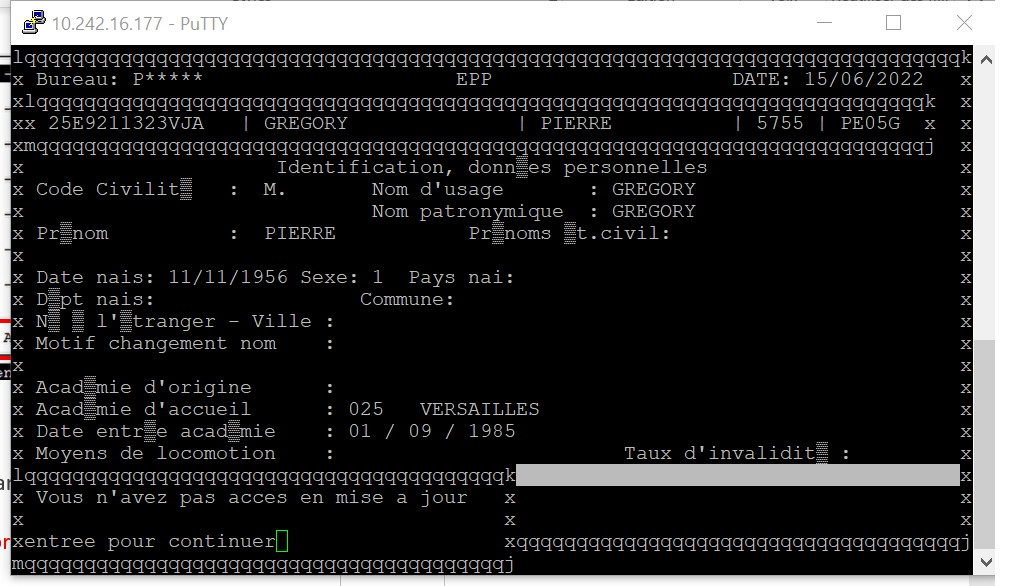 10.242.16.177 - PuTTY
lqqqqqqqqqqqqqqqqqqqqqqqqqqqqqqqqqqqqqqqqqqqqqqqqqqqqqqqqqqqqqqqqqqqqqqqqqqqqqqk
x Bureau: P***** EPP DATE: 15/06/2022 x
xlqqqqqqqqqqqqqqqqqqqqqqqqqqqqqqqqqqqqqqqqqqqqqqqqqqqqqqqqqqqqqqqqqqqqqqqqqqk x
xx 25E9211323VJA | GREGORY | PIERRE | 5755 | PE05G x x
xmqqqqqqqqqqqqqqqqqqqqqqqqqqqqqqqqqqqqqqqqqqqqqqqqqqqqqqqqqqqqqqqqqqqqqqqqqqj x
x Identification, donn▒es personnelles x
x Code Civilit▒ : M. Nom d'usage : GREGORY x
x Nom patronymique : GREGORY x
x Pr▒nom : PIERRE Pr▒noms ▒t.civil: x
x x
x Date nais: 11/11/1956 Sexe: 1 Pays nai: x
x D▒pt nais: Commune: x
x N▒ ▒ l'▒tranger - Ville : x
x Motif changement nom : x
x x
x Acad▒mie d'origine : x
x Acad▒mie d'accueil : 025 VERSAILLES x
x Date entr▒e acad▒mie : 01 / 09 / 1985 x
x Moyens de locomotion : Taux d'invalidit▒ : x
lqqqqqqqqqqqqqqqqqqqqqqqqqqqqqqqqqqqqqqqqk x
x Vous n'avez pas acces en mise a jour x x
x x x
xentree pour continuer xqqqqqqqqqqqqqqqqqqqqqqqqqqqqqqqqqqqqqj
mqqqqqqqqqqqqqqqqqqqqqqqqqqqqqqqqqqqqqqqqj